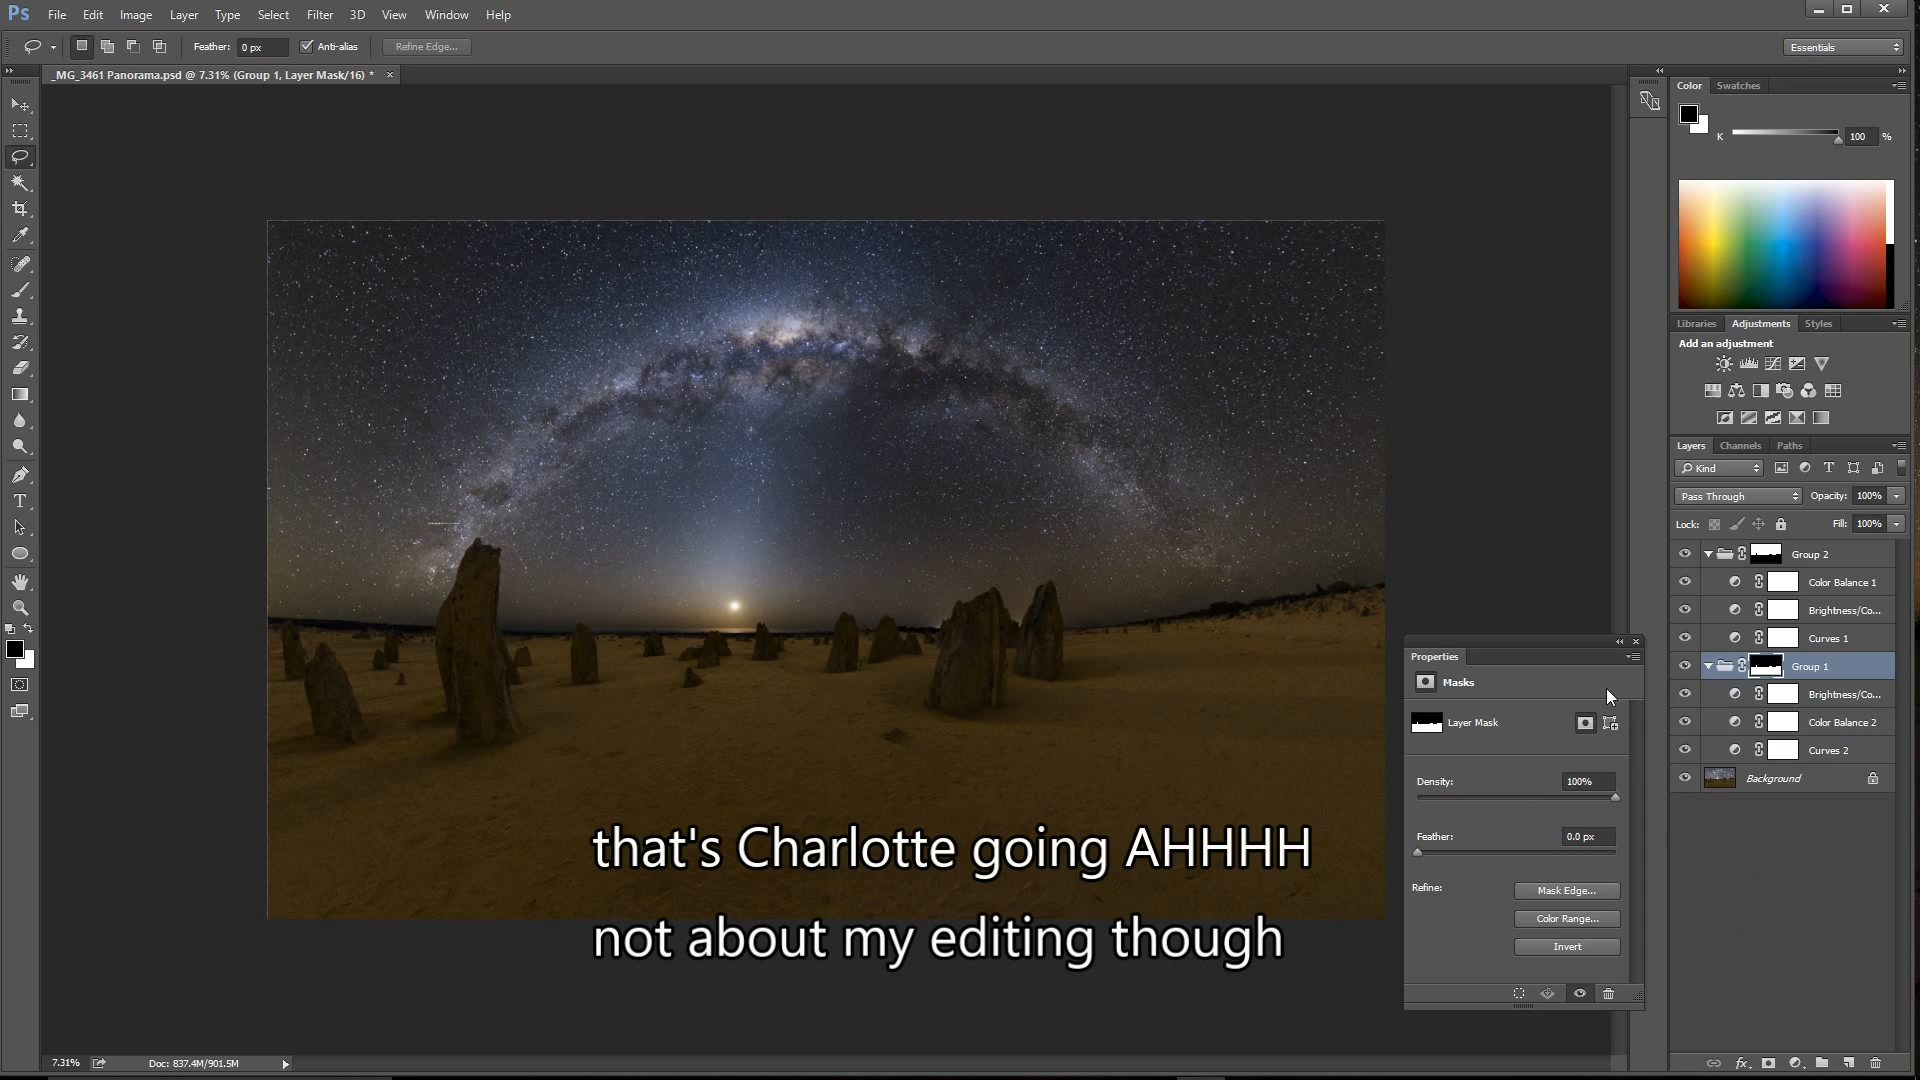 Ps File Edit Image Layer Type Select Filter 3D View Window Help
Feather: 0 px Anti-alias Refine Edge... Essentials
_MG_3461 Panorama.psd @ 7.31% (Group 1, Layer Mask/16) *
Color Swatches
K 100 %
Libraries Adjustments Styles
Add an adjustment
Layers Channels Paths
Kind
Pass Through Opacity: 100%
Lock: Fill: 100%
Group 2
Color Balance 1
Brightness/Co...
Curves 1
Group 1
Brightness/Co...
Color Balance 2
Curves 2
Background
Properties
Masks
Layer Mask
Density: 100%
Feather: 0.0 px
Refine: Mask Edge...
Color Range...
Invert
that's Charlotte going AHHHH
not about my editing though
7.31% Doc: 837.4M/901.5M